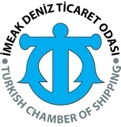 İMEAK DENİZ TİCARET ODASI
• TURKISH CHAMBER OF SHIPPING •